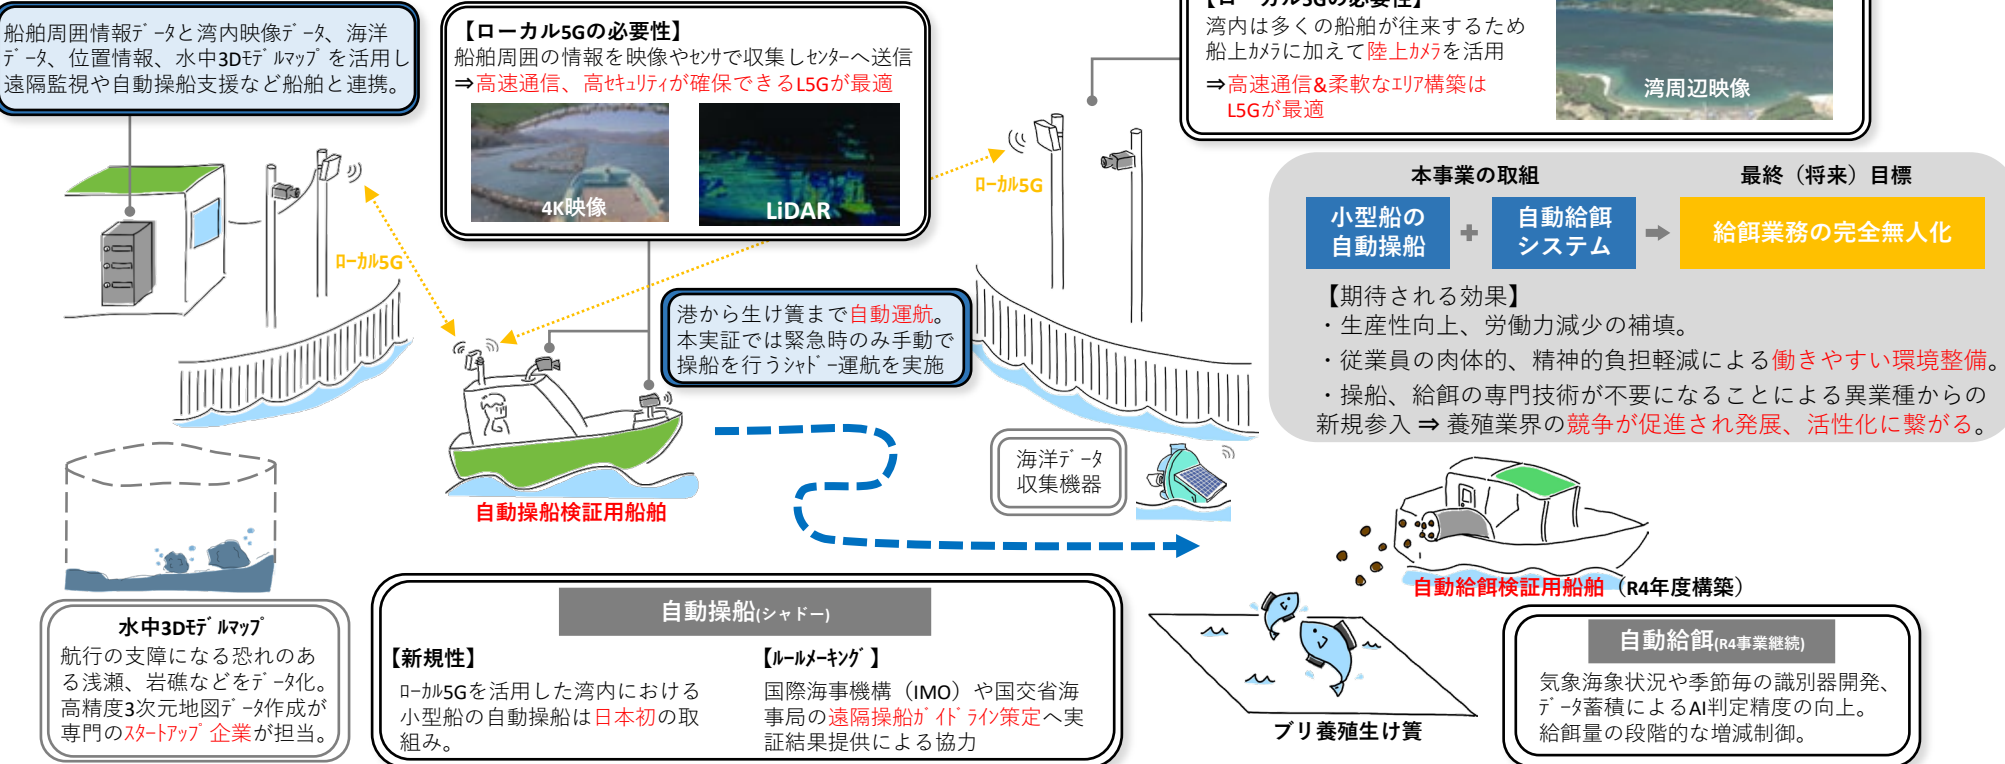 船舶周囲情報ﾃﾞｰﾀと湾内映像ﾃﾞｰﾀ、海洋
ﾃﾞｰﾀ、位置情報、水中3Dﾓﾃﾞﾙﾏｯﾌﾟを活用し
遠隔監視や自動操船支援など船舶と連携。
【ローカル5Gの必要性】
船舶周囲の情報を映像やｾﾝｻで収集しｾﾝﾀｰへ送信
⇒高速通信、高ｾｷｭﾘﾃｨが確保できるL5Gが最適
4K映像
LiDAR
【ローカル5Gの必要性】
湾内は多くの船舶が往来するため
船上ｶﾒﾗに加えて陸上ｶﾒﾗを活用
⇒高速通信&柔軟なｴﾘｱ構築は
L5Gが最適
湾周辺映像
ﾛｰｶﾙ5G
ﾛｰｶﾙ5G
港から生け簀まで自動運航。
本実証では緊急時のみ手動で
操船を行うｼｬﾄﾞｰ運航を実施
本事業の取組
最終（将来）目標
小型船の
自動操船
+
自動給餌
システム
給餌業務の完全無人化
【期待される効果】
・生産性向上、労働力減少の補填。
・従業員の肉体的、精神的負担軽減による働きやすい環境整備。
・操船、給餌の専門技術が不要になることによる異業種からの
新規参入 ⇒ 養殖業界の競争が促進され発展、活性化に繋がる。
自動操船検証用船舶
海洋ﾃﾞｰﾀ
収集機器
自動給餌検証用船舶（R4年度構築）
水中3Dﾓﾃﾞﾙﾏｯﾌﾟ
航行の支障になる恐れのあ
る浅瀬、岩礁などをﾃﾞｰﾀ化。
高精度3次元地図ﾃﾞｰﾀ作成が
専門のｽﾀｰﾄｱｯﾌﾟ企業が担当。
自動操船(シャドー)
【新規性】
ﾛｰｶﾙ5Gを活用した湾内における
小型船の自動操船は日本初の取
組み。
【ﾙｰﾙﾒｰｷﾝｸﾞ】
国際海事機構（IMO）や国交省海
事局の遠隔操船ｶﾞｲﾄﾞﾗｲﾝ策定へ実
証結果提供による協力
ブリ養殖生け簀
自動給餌(R4事業継続)
気象海象状況や季節毎の識別器開発、
ﾃﾞｰﾀ蓄積によるAI判定精度の向上。
給餌量の段階的な増減制御。